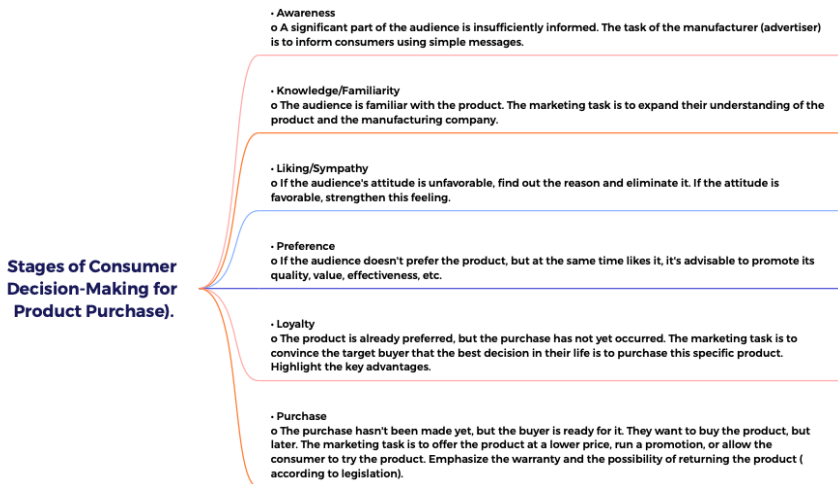 Stages of Consumer
Decision-Making for
Product Purchase).
• Awareness
o A significant part of the audience is insufficiently informed. The task of the manufacturer (advertiser)
is to inform consumers using simple messages.
• Knowledge/Familiarity
o The audience is familiar with the product. The marketing task is to expand their understanding of the
product and the manufacturing company.
• Liking/Sympathy
o If the audience's attitude is unfavorable, find out the reason and eliminate it. If the attitude is
favorable, strengthen this feeling.
• Preference
o If the audience doesn't prefer the product, but at the same time likes it, it's advisable to promote its
quality, value, effectiveness, etc.
• Loyalty
o The product is already preferred, but the purchase has not yet occurred. The marketing task is to
convince the target buyer that the best decision in their life is to purchase this specific product.
Highlight the key advantages.
• Purchase
o The purchase hasn't been made yet, but the buyer is ready for it. They want to buy the product, but
later. The marketing task is to offer the product at a lower price, run a promotion, or allow the
consumer to try the product. Emphasize the warranty and the possibility of returning the product (
according to legislation).